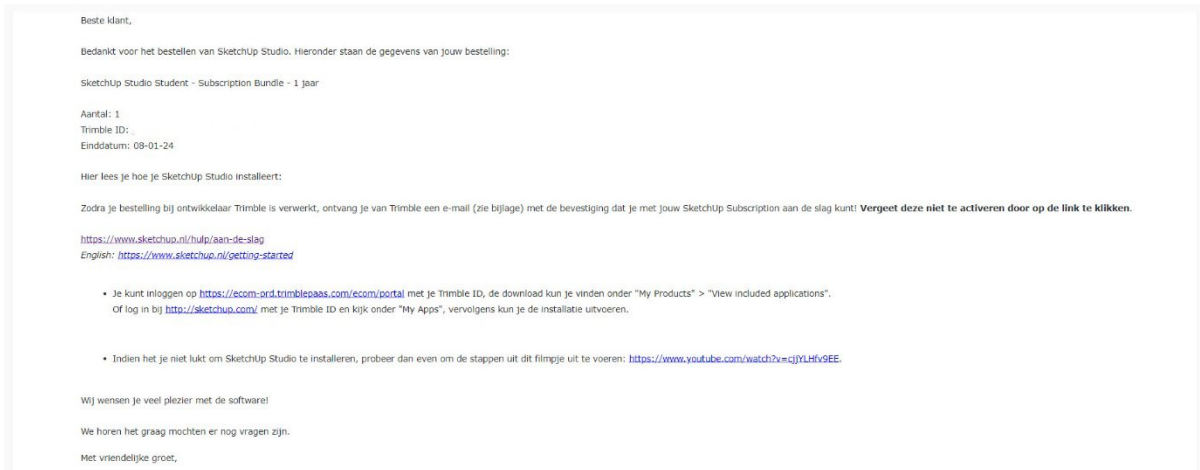 Beste klant,
Bedankt voor het bestellen van SketchUp Studio. Hieronder staan de gegevens van jouw bestelling:
SketchUp Studio Student - Subscription Bundle - 1 jaar
Aantal: 1
Trimble ID:
Einddatum: 08-01-24
Hier lees je hoe je SketchUp Studio installeert:
Zodra je bestelling bij ontwikkelaar Trimble is verwerkt, ontvang je van Trimble een e-mail (zie bijlage) met de bevestiging dat je met jouw SketchUp Subscription aan de slag kunt! Vergeet deze niet te activeren door op de link te klikken.
https://www.sketchup.nl/hulp/aan-de-slag
English: https://www.sketchup.nl/getting-started
• Je kunt inloggen op https://ecom-prd.trimblepaas.com/ecom/portal met je Trimble ID, de download kun je vinden onder "My Products" > "View included applications".
Of log in bij http://sketchup.com/ met je Trimble ID en kijk onder "My Apps", vervolgens kun je de installatie uitvoeren.
• Indien het je niet lukt om SketchUp Studio te installeren, probeer dan even om de stappen uit dit filmpje uit te voeren: https://www.youtube.com/watch?v=cjjYLHfv9EE.
Wij wensen je veel plezier met de software!
We horen het graag mochten er nog vragen zijn.
Met vriendelijke groet,